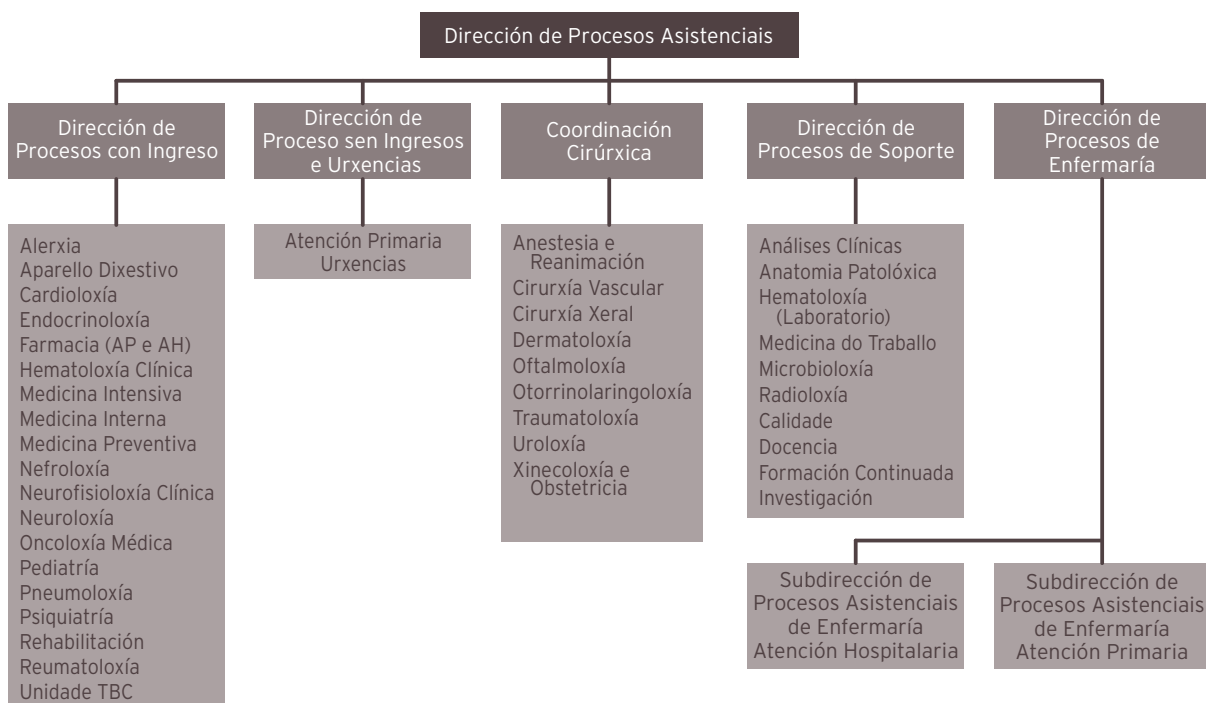 Dirección de Procesos Asistenciais
Dirección de
Procesos con Ingreso
Dirección de
Proceso sen Ingresos
e Urxencias
Coordinación
Cirúrxica
Dirección de
Procesos de Soporte
Dirección de
Procesos de
Enfermaría
Alerxia
Aparello Dixestivo
Cardioloxía
Endocrinoloxía
Farmacia (AP e AH)
Hematoloxía Clínica
Medicina Intensiva
Medicina Interna
Medicina Preventiva
Nefroloxía
Neurofisioloxía Clínica
Neuroloxía
Oncoloxía Médica
Pediatría
Pneumoloxía
Psiquiatría
Rehabilitación
Reumatoloxía
Unidade TBC
Atención Primaria
Urxencias
Anestesia e
Reanimación
Cirurxía Vascular
Cirurxía Xeral
Dermatoloxía
Oftalmoloxía
Otorrinolaringoloxía
Traumatoloxía
Uroloxía
Xinecoloxía e
Obstetricia
Análises Clínicas
Anatomia Patolóxica
Hematoloxía
(Laboratorio)
Medicina do Traballo
Microbioloxía
Radioloxía
Calidade
Docencia
Formación Continuada
Investigación
Subdirección de
Procesos Asistenciais
de Enfermaría
Atención Hospitalaria
Subdirección de
Procesos Asistenciais
de Enfermaría
Atención Primaria